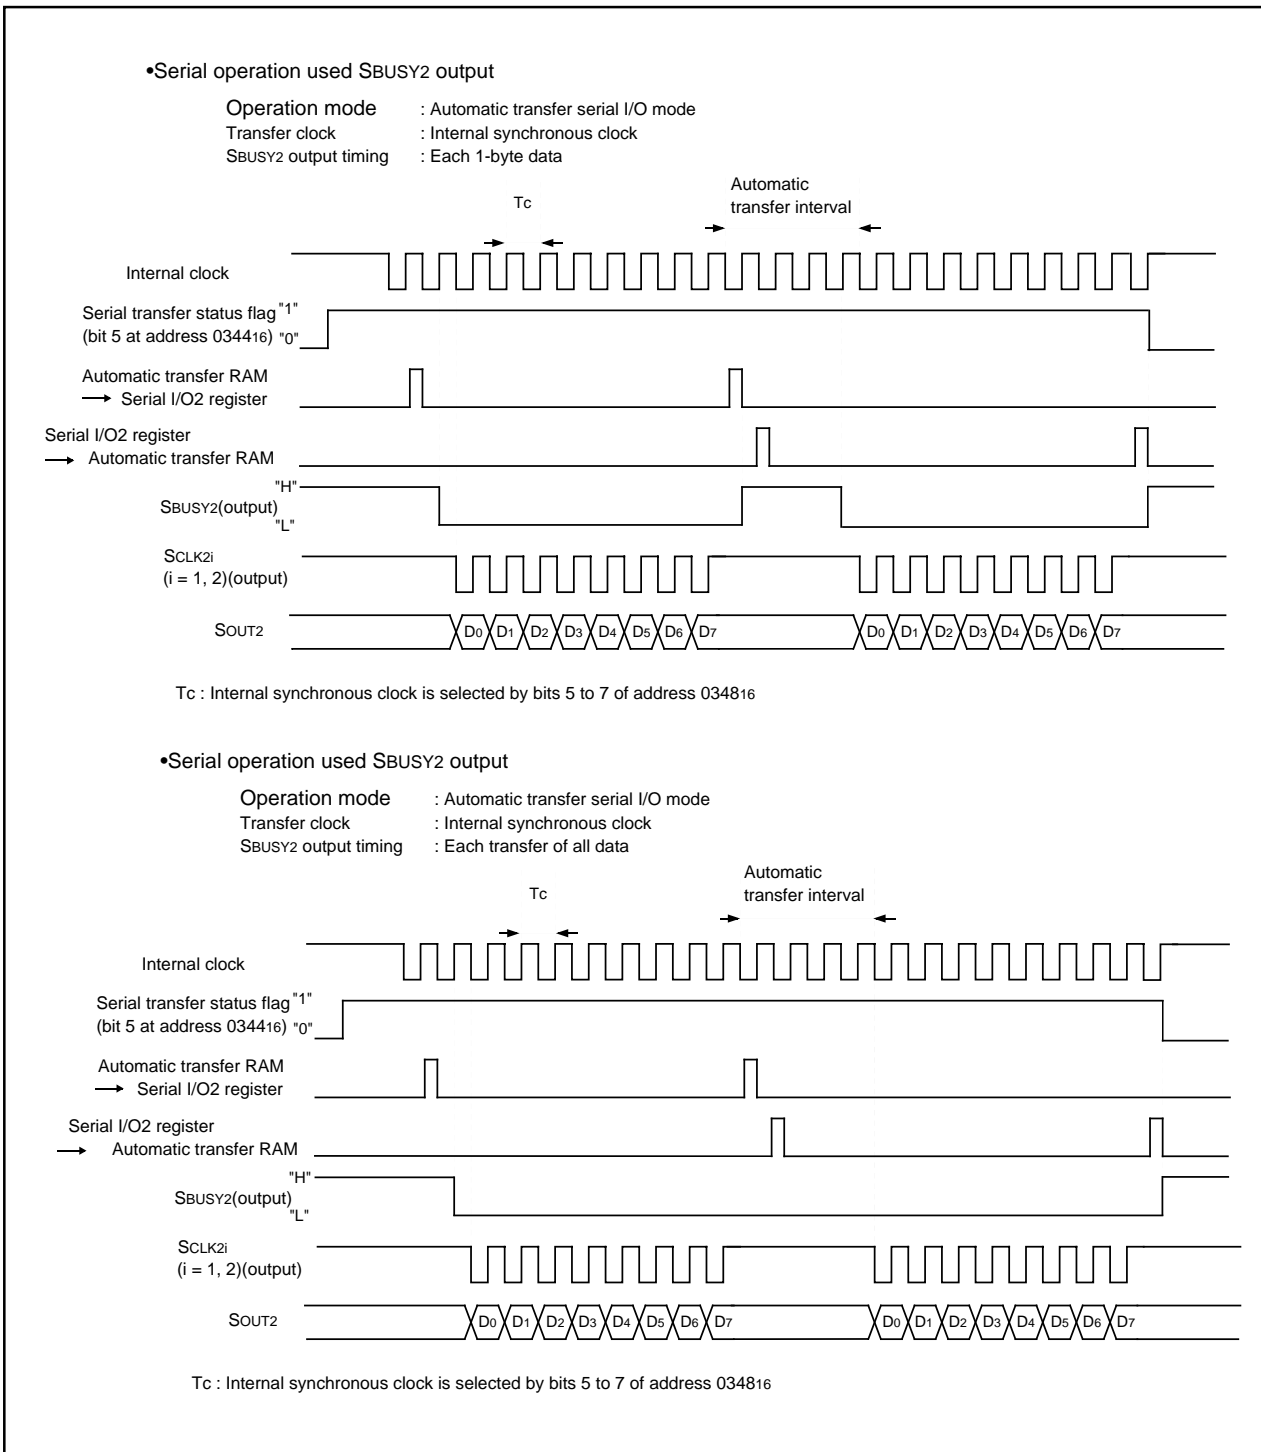 •Serial operation used SBUSY2 output
Operation mode : Automatic transfer serial I/O mode
Transfer clock : Internal synchronous clock
SBUSY2 output timing : Each 1-byte data
Automatic
transfer interval
Tc
Internal clock
Serial transfer status flag "1"
(bit 5 at address 034416) "0"
Automatic transfer RAM
→ Serial I/O2 register
Serial I/O2 register
→ Automatic transfer RAM
"H"
SBUSY2(output)
"L"
SCLK2i
(i = 1, 2)(output)
SOUT2 D0 D1 D2 D3 D4 D5 D6 D7 D0 D1 D2 D3 D4 D5 D6 D7
Tc : Internal synchronous clock is selected by bits 5 to 7 of address 034816
•Serial operation used SBUSY2 output
Operation mode : Automatic transfer serial I/O mode
Transfer clock : Internal synchronous clock
SBUSY2 output timing : Each transfer of all data
Automatic
transfer interval
Tc
Internal clock
Serial transfer status flag "1"
(bit 5 at address 034416) "0"
Automatic transfer RAM
→ Serial I/O2 register
Serial I/O2 register
→ Automatic transfer RAM
"H"
SBUSY2(output)
"L"
SCLK2i
(i = 1, 2)(output)
SOUT2 D0 D1 D2 D3 D4 D5 D6 D7 D0 D1 D2 D3 D4 D5 D6 D7
Tc : Internal synchronous clock is selected by bits 5 to 7 of address 034816